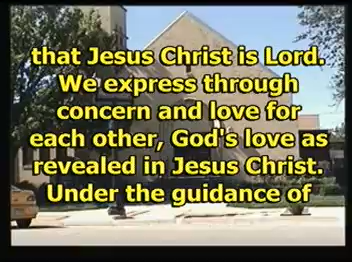 that Jesus Christ is Lord.
We express through
concern and love for
each other, God's love as
revealed in Jesus Christ.
Under the guidance of